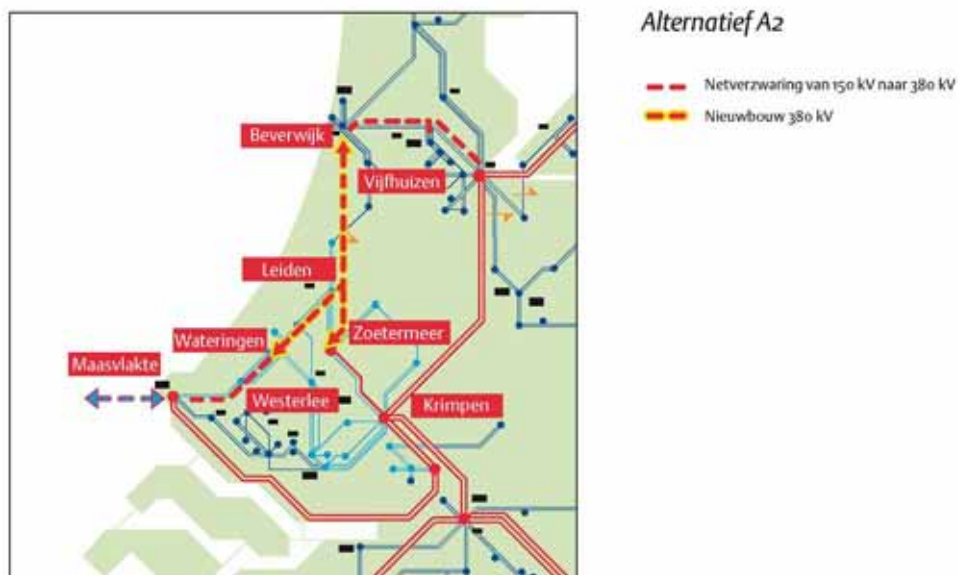 Alternatief A2
Netverzwaring van 150 kV naar 380 kV
Nieuwbouw 380 kV
Beverwijk
Vijfhuizen
Leiden
Wateringen
Zoetermeer
Maasvlakte
Westerlee
Krimpen